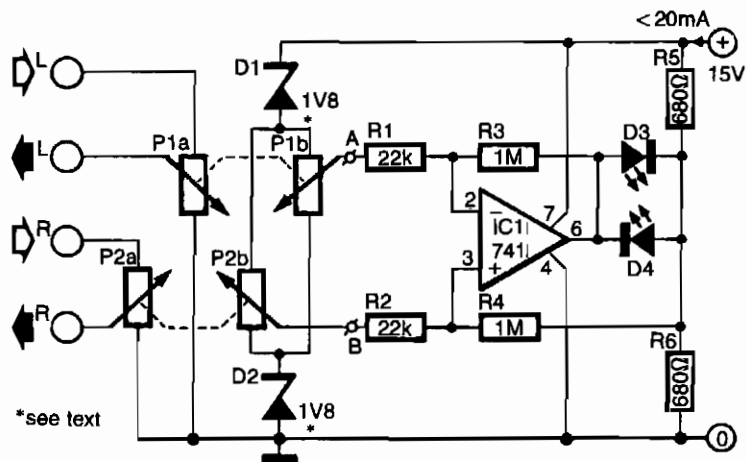 <20mA
+
15V
R5
680Ω
L
D1
1V8
*
P1a
P1b
A
R1
22k
R3
1M
D3
L
2
7
IC1
6
741
3
+
4
D4
R
P2a
P2b
R2
22k
R4
1M
B
R
R6
680Ω
D2
1V8
*
*see text
0